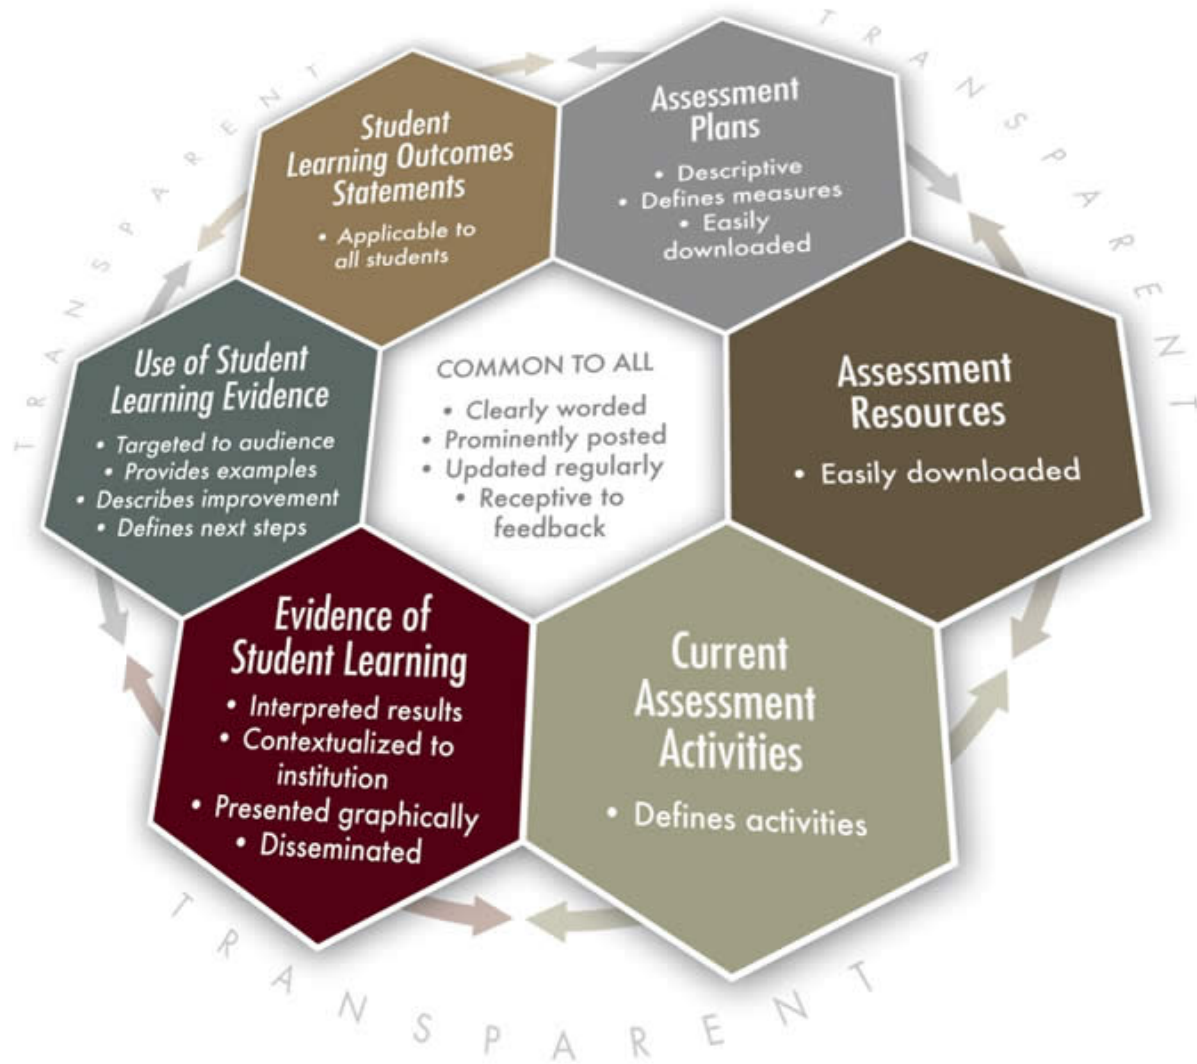 TRANSPARENT
TRANSPARENT
Student
Learning Outcomes
Statements
• Applicable to
all students
Assessment
Plans
• Descriptive
• Defines measures
• Easily
downloaded
Assessment
Resources
• Easily downloaded
Current
Assessment
Activities
• Defines activities
Evidence of
Student Learning
• Interpreted results
• Contextualized to
institution
• Presented graphically
• Disseminated
Use of Student
Learning Evidence
• Targeted to audience
• Provides examples
• Describes improvement
• Defines next steps
COMMON TO ALL
• Clearly worded
• Prominently posted
• Updated regularly
• Receptive to
feedback
TRANSPARENT